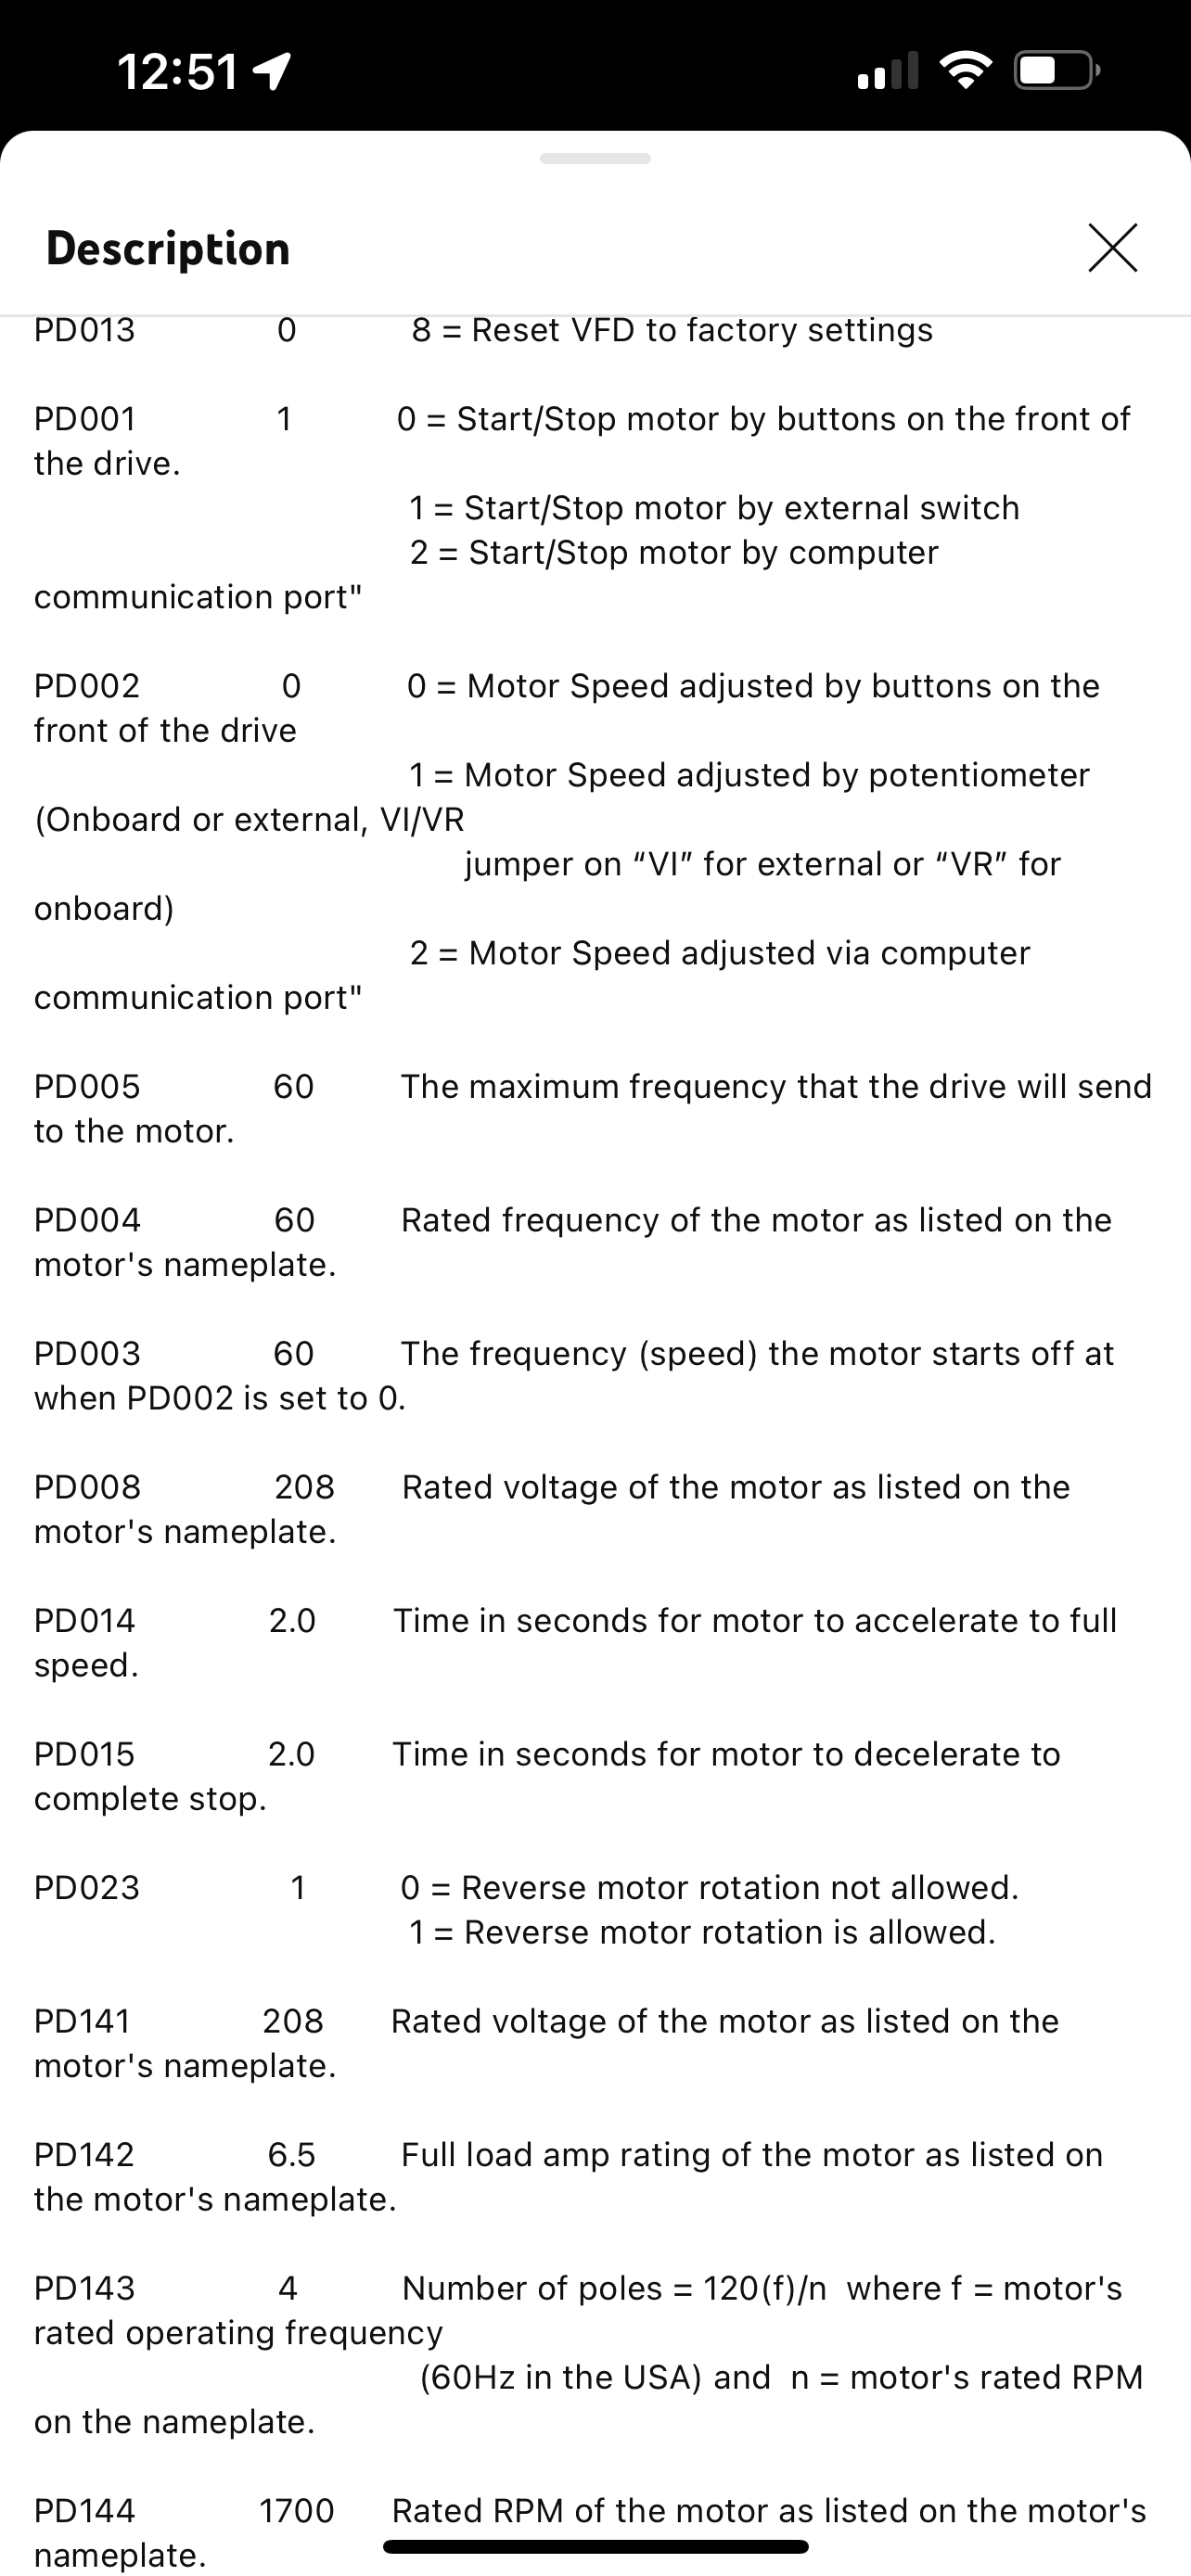 12:51
Description
PD013 0 8 = Reset VFD to factory settings
PD001 1 0 = Start/Stop motor by buttons on the front of
the drive.
1 = Start/Stop motor by external switch
2 = Start/Stop motor by computer
communication port"
PD002 0 0 = Motor Speed adjusted by buttons on the
front of the drive
1 = Motor Speed adjusted by potentiometer
(Onboard or external, VI/VR
jumper on “VI” for external or “VR” for
onboard)
2 = Motor Speed adjusted via computer
communication port"
PD005 60 The maximum frequency that the drive will send
to the motor.
PD004 60 Rated frequency of the motor as listed on the
motor's nameplate.
PD003 60 The frequency (speed) the motor starts off at
when PD002 is set to 0.
PD008 208 Rated voltage of the motor as listed on the
motor's nameplate.
PD014 2.0 Time in seconds for motor to accelerate to full
speed.
PD015 2.0 Time in seconds for motor to decelerate to
complete stop.
PD023 1 0 = Reverse motor rotation not allowed.
1 = Reverse motor rotation is allowed.
PD141 208 Rated voltage of the motor as listed on the
motor's nameplate.
PD142 6.5 Full load amp rating of the motor as listed on
the motor's nameplate.
PD143 4 Number of poles = 120(f)/n where f = motor's
rated operating frequency
(60Hz in the USA) and n = motor's rated RPM
on the nameplate.
PD144 1700 Rated RPM of the motor as listed on the motor's
nameplate.